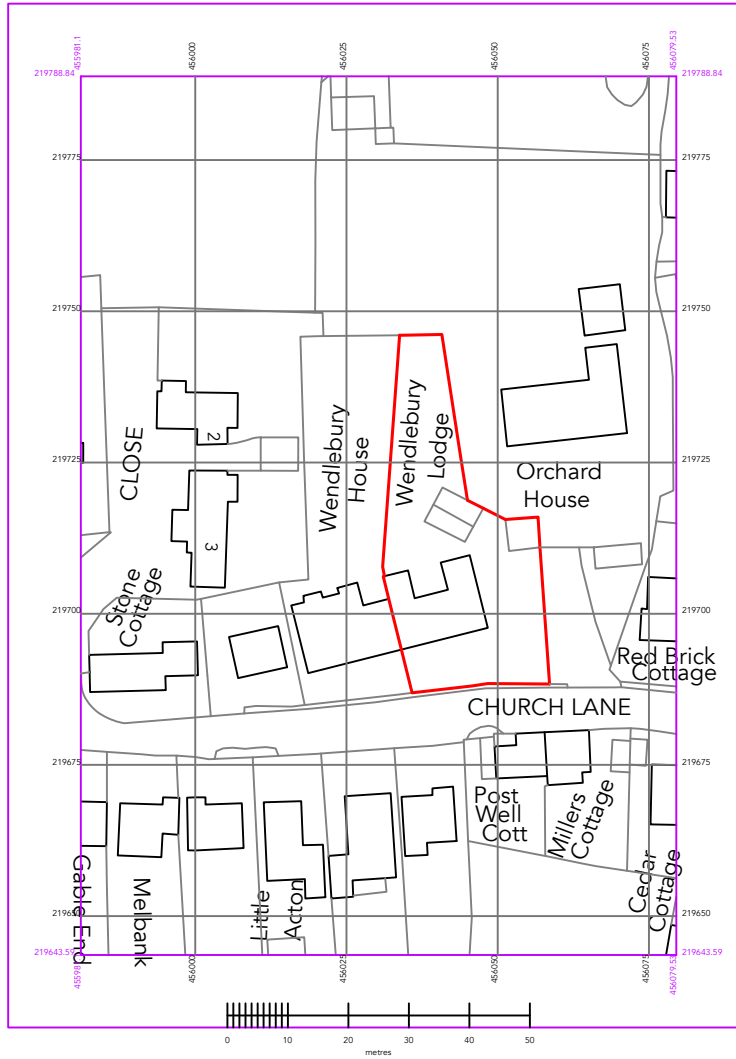 455981.1
456000
456025
456050
456075
456079.53
219788.84
219788.84
219775
219775
219750
219750
2
CLOSE
Wendlebury
House
Wendlebury
Lodge
219725
219725
Orchard
House
3
Stone
Cottage
219700
219700
Red Brick
Cottage
CHURCH LANE
219675
219675
Post
Well
Cott
Millers
Cottage
Gable End
Melbank
Little
Acton
Cedar
Cottage
219650
219650
219643.59
219643.59
456000
456025
456050
456075
456079.53
0
10
20
30
40
50
metres